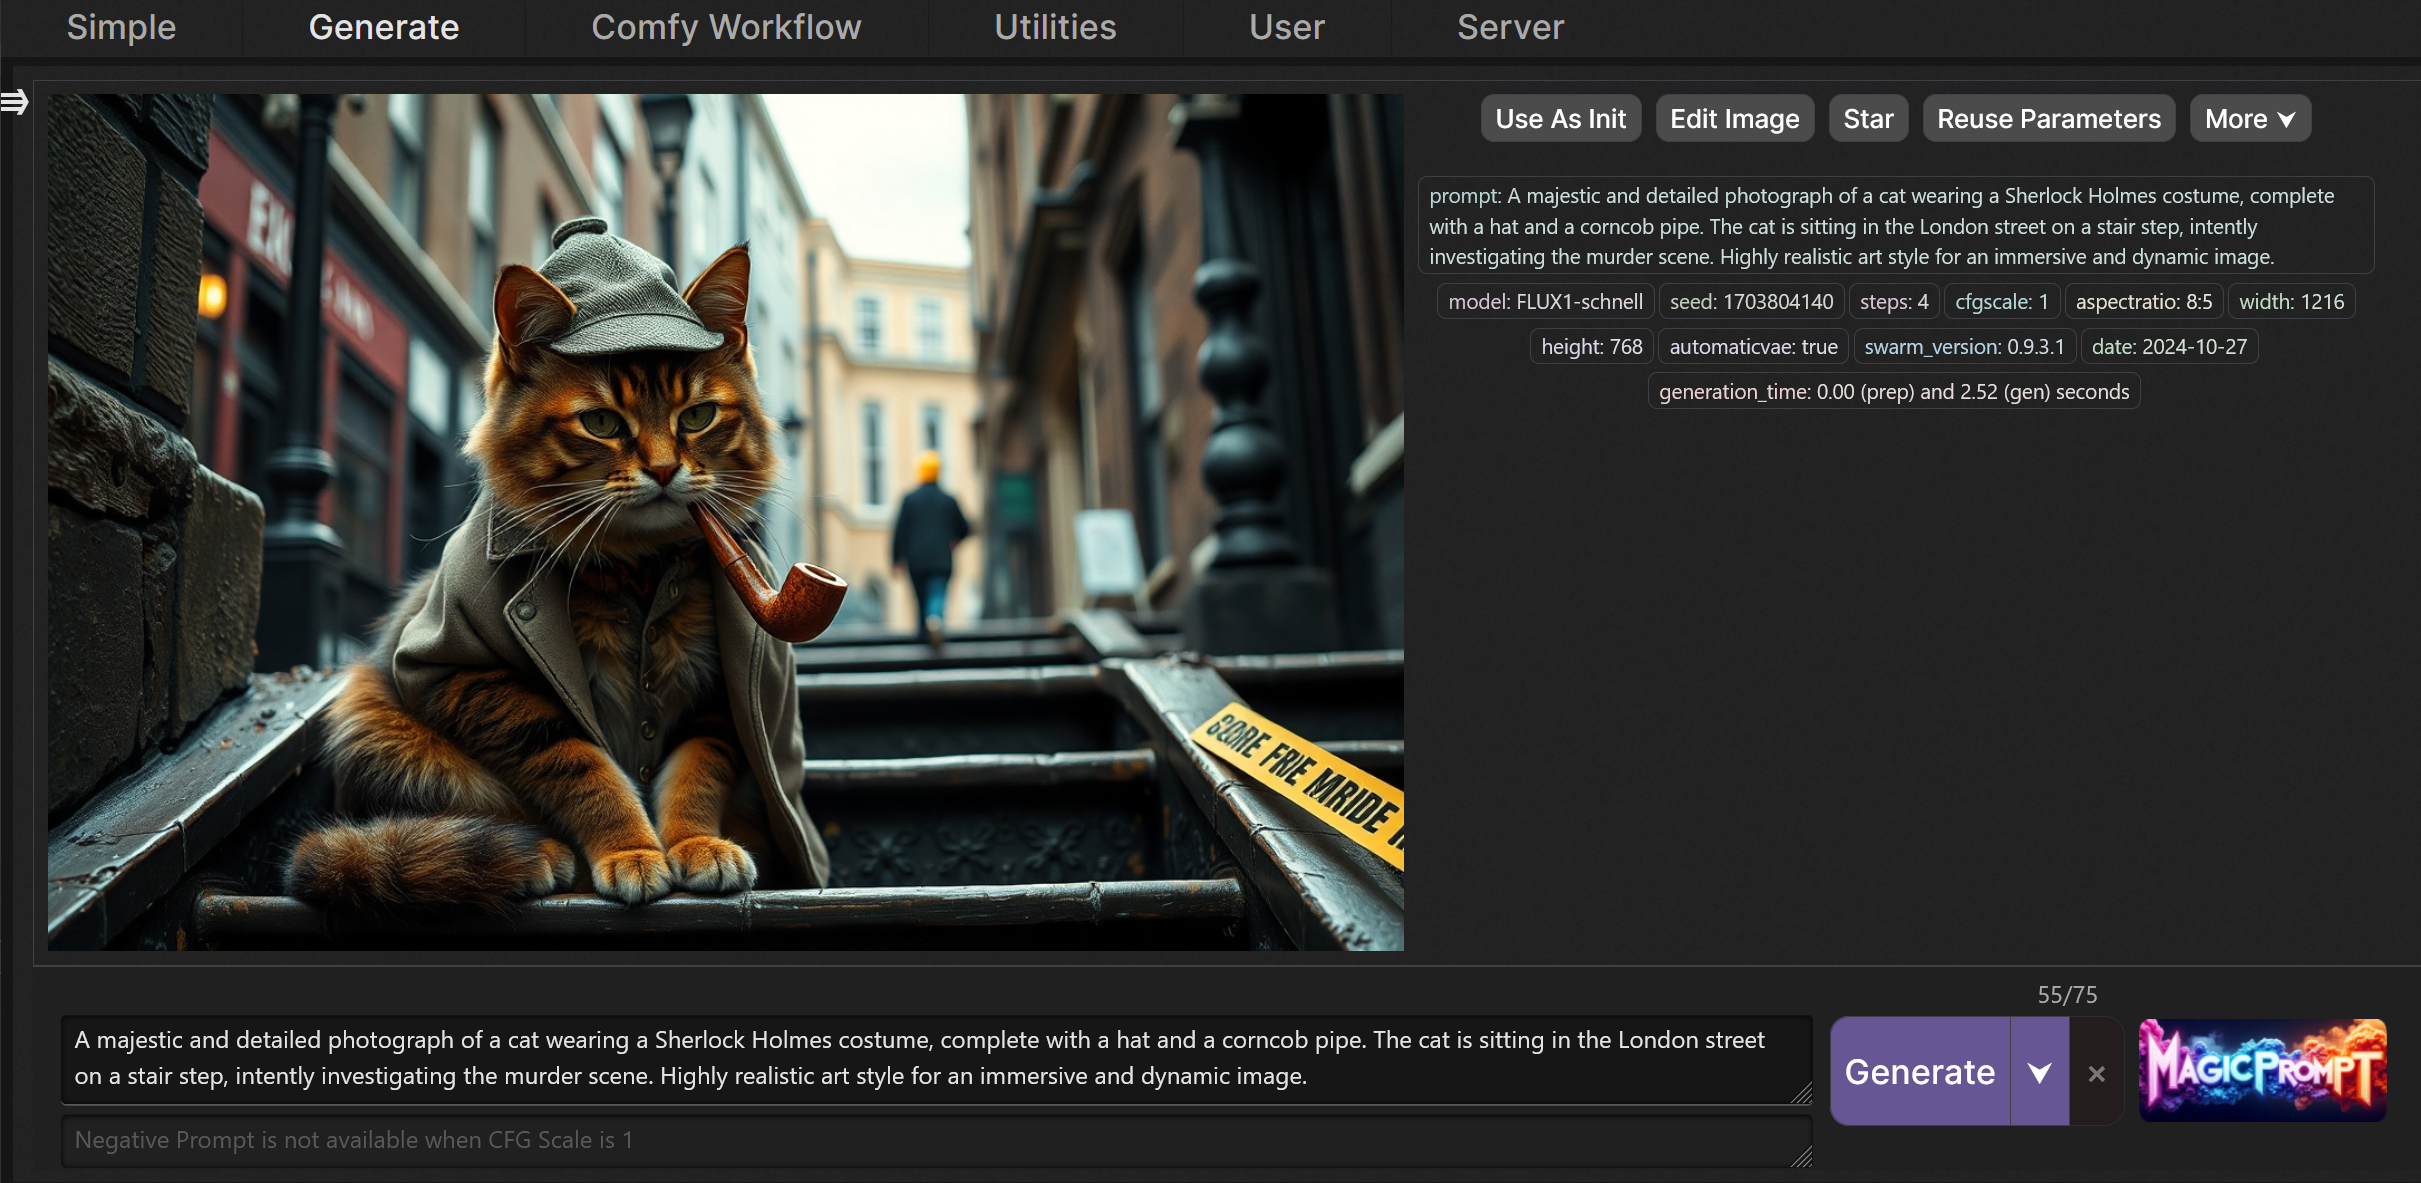 Simple Generate Comfy Workflow Utilities User Server
Use As Init Edit Image Star Reuse Parameters More
prompt: A majestic and detailed photograph of a cat wearing a Sherlock Holmes costume, complete
with a hat and a corncob pipe. The cat is sitting in the London street on a stair step, intently
investigating the murder scene. Highly realistic art style for an immersive and dynamic image.
model: FLUX1-schnell seed: 1703804140 steps: 4 cfgscale: 1 aspectratio: 8:5 width: 1216
height: 768 automaticvae: true swarm_version: 0.9.3.1 date: 2024-10-27
generation_time: 0.00 (prep) and 2.52 (gen) seconds
55/75
A majestic and detailed photograph of a cat wearing a Sherlock Holmes costume, complete with a hat and a corncob pipe. The cat is sitting in the London street
on a stair step, intently investigating the murder scene. Highly realistic art style for an immersive and dynamic image.
Generate
MAGICPROMPT
Negative Prompt is not available when CFG Scale is 1